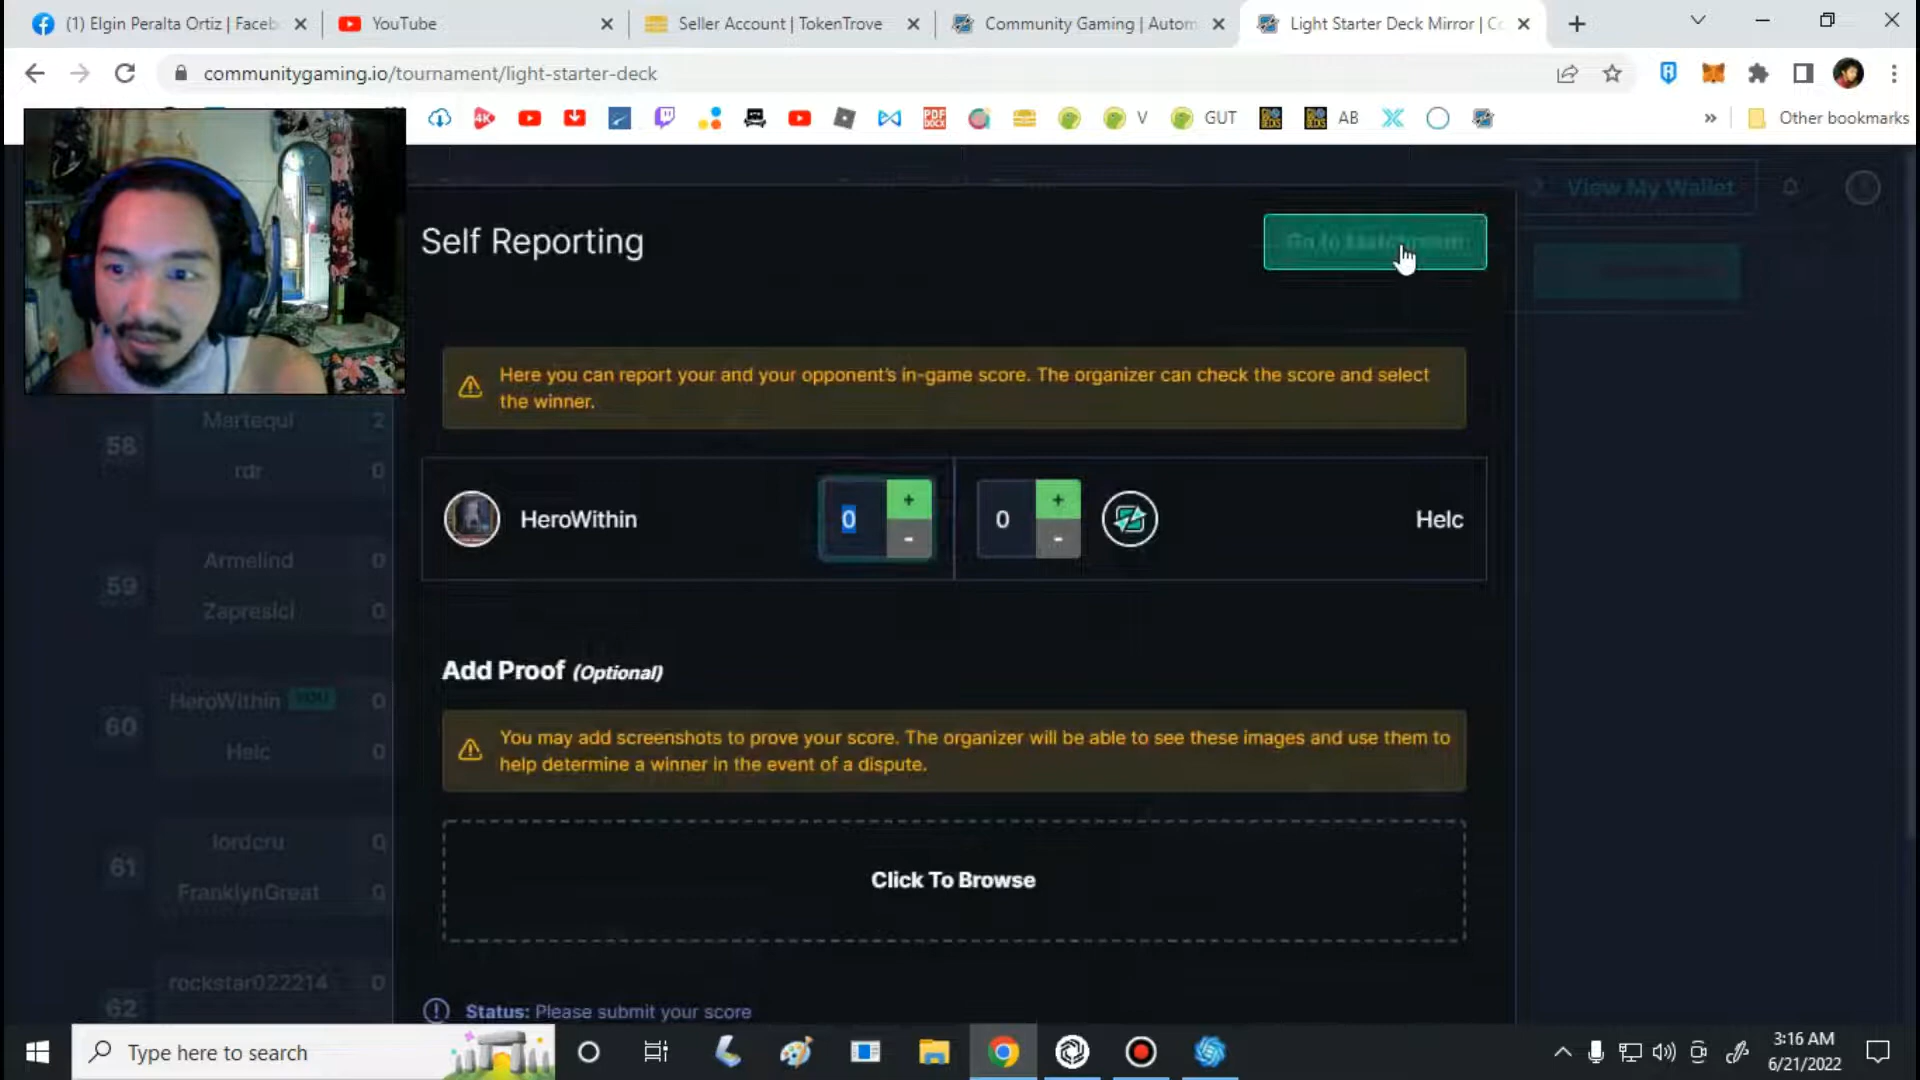 (1) Elgin Peralta Ortiz | Faceb
YouTube
Seller Account | TokenTrove
Community Gaming | Autom
Light Starter Deck Mirror | Co
communitygaming.io/tournament/light-starter-deck
4K
PDF
DOCX
V
GUT
AB
»
Other bookmarks
View My Wallet
Self Reporting
Here you can report your and your opponent's in-game score. The organizer can check the score and select
the winner.
58
Martequi 2
rdr 0
HeroWithin
0
+
-
0
+
-
Helc
59
Armelind 0
Zapresici 0
Add Proof (Optional)
60
HeroWithin YOU 0
Helc 0
You may add screenshots to prove your score. The organizer will be able to see these images and use them to
help determine a winner in the event of a dispute.
61
lordcru 0
FranklynGreat 0
Click To Browse
62
rockstar022214 0
Status: Please submit your score
Type here to search
3:16 AM
6/21/2022